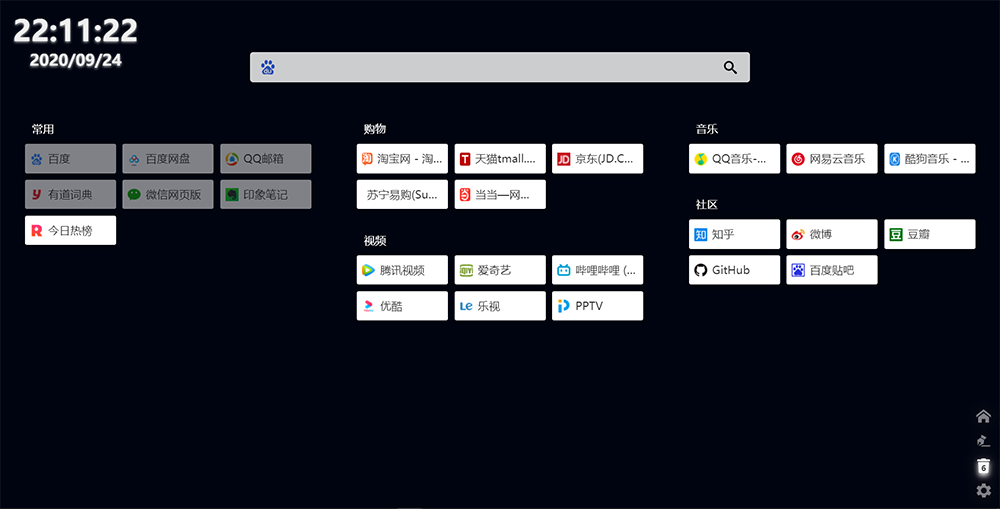 22:11:22
2020/09/24
常用
百度
百度网盘
QQ邮箱
有道词典
微信网页版
印象笔记
今日热榜
购物
淘宝网 - 淘...
天猫tmall....
京东(JD.C...
苏宁易购(Su...
当当—网...
视频
腾讯视频
爱奇艺
哔哩哔哩 (...
优酷
乐视
PPTV
音乐
QQ音乐-...
网易云音乐
酷狗音乐 - ...
社区
知乎
微博
豆瓣
GitHub
百度贴吧
6